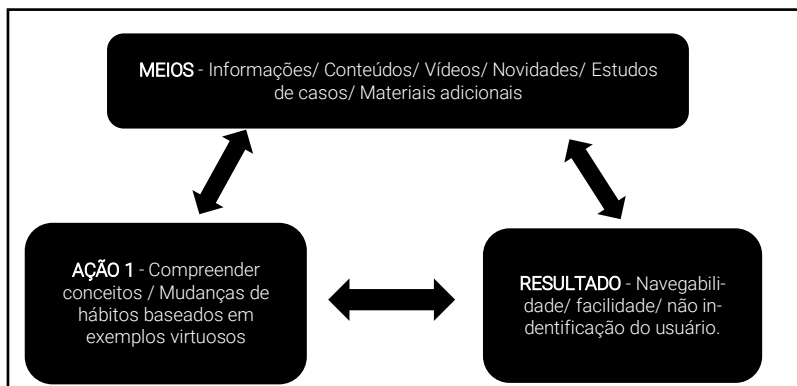 MEIOS - Informações/ Conteúdos/ Vídeos/ Novidades/ Estudos
de casos/ Materiais adicionais
AÇÃO 1 - Compreender
conceitos / Mudanças de
hábitos baseados em
exemplos virtuosos
RESULTADO - Navegabili-
dade/ facilidade/ não in-
dentificação do usuário.